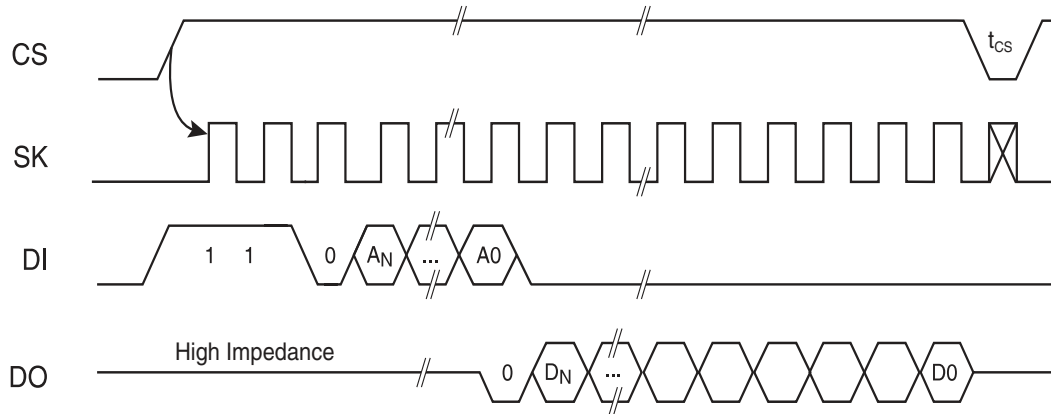 CS
tCS
SK
DI
1 1 0 AN ... A0
High Impedance
DO
0 DN ... D0